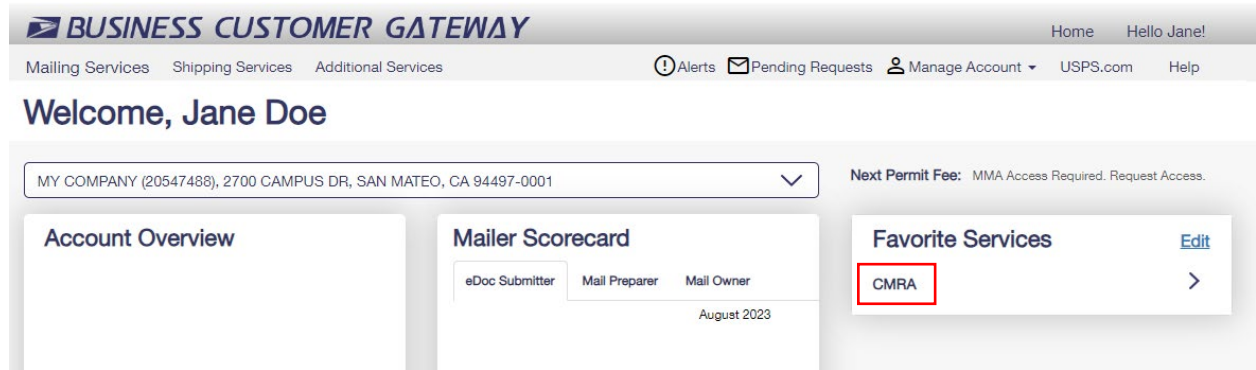 BUSINESS CUSTOMER GATEWAY
Home Hello Jane!
Mailing Services Shipping Services Additional Services Alerts Pending Requests Manage Account USPS.com Help
Welcome, Jane Doe
MY COMPANY (20547488), 2700 CAMPUS DR, SAN MATEO, CA 94497-0001
Next Permit Fee: MMA Access Required. Request Access.
Account Overview
Mailer Scorecard
eDoc Submitter Mail Preparer Mail Owner
August 2023
Favorite Services Edit
CMRA